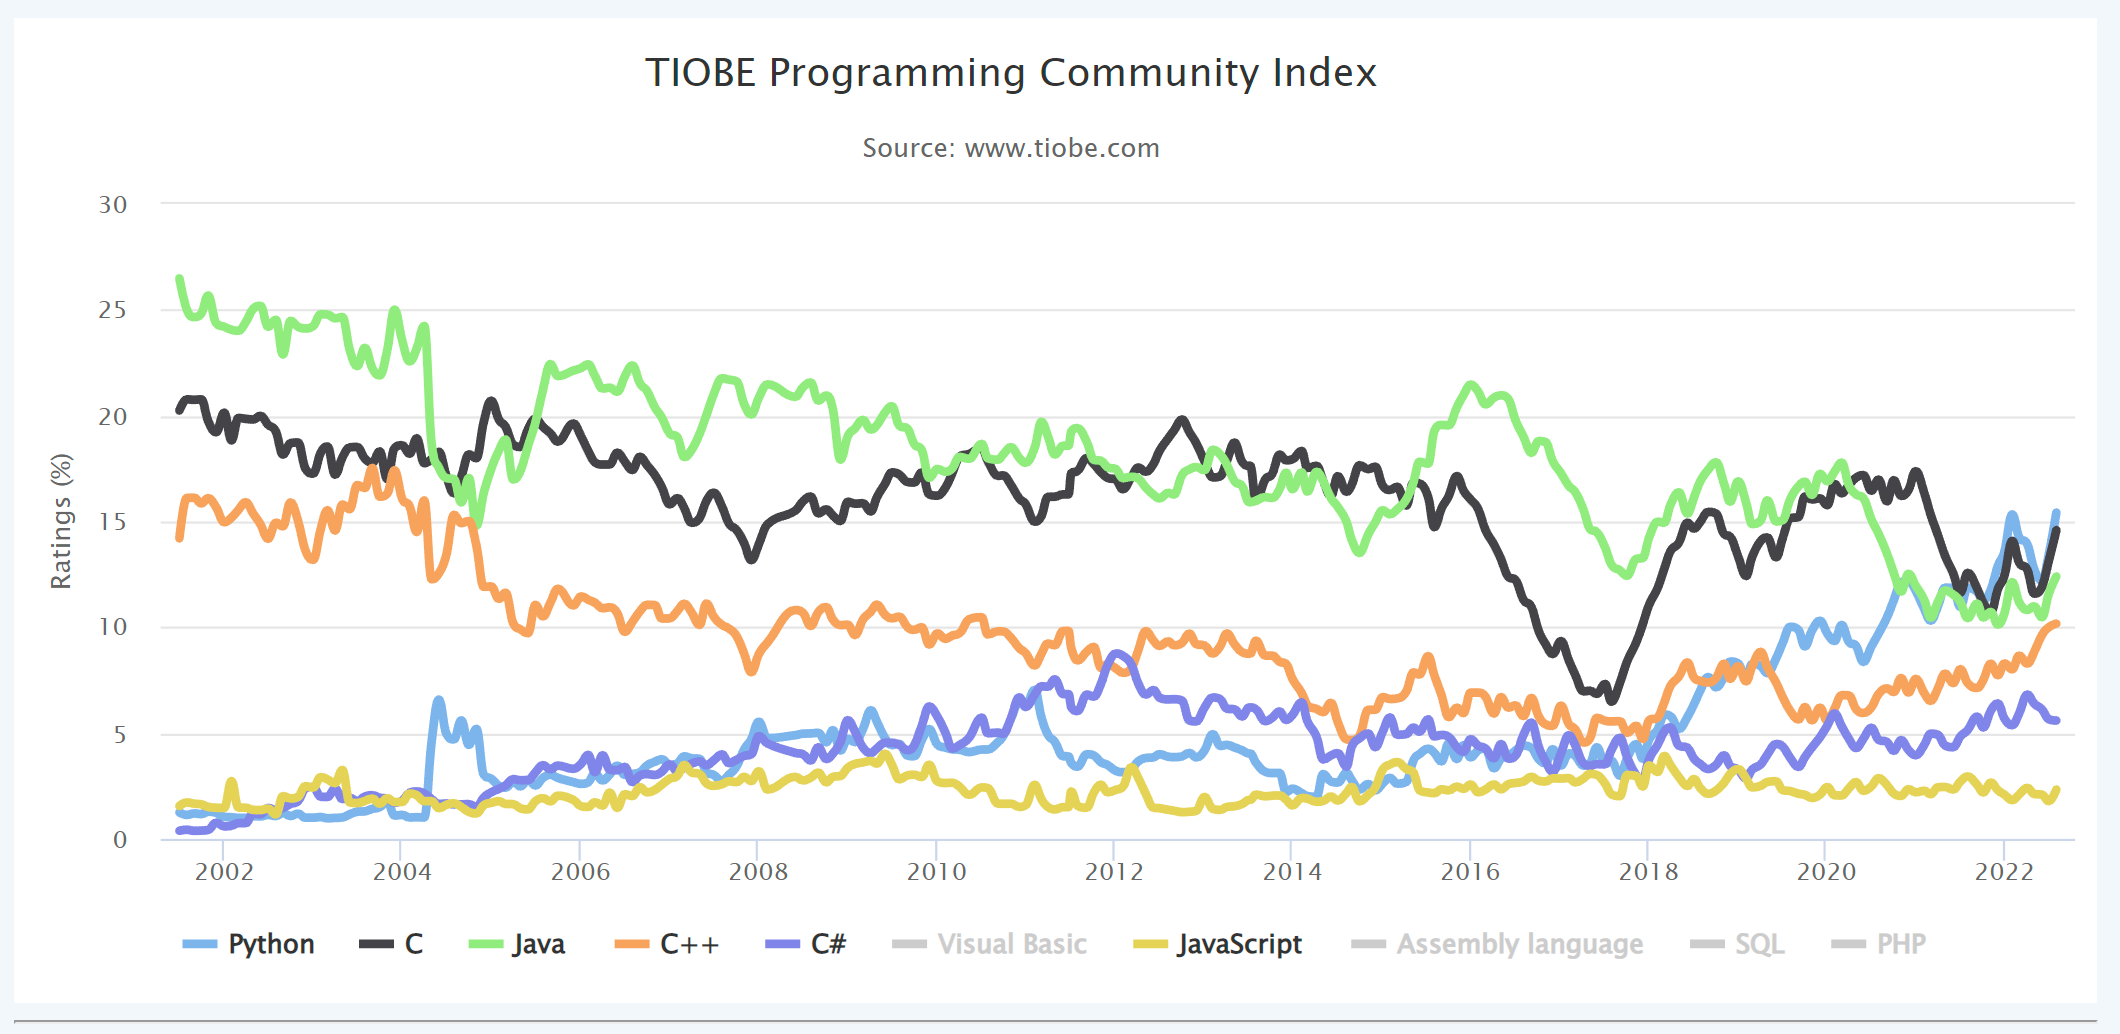 TIOBE Programming Community Index
Source: www.tiobe.com
Ratings (%)
30
25
20
15
10
5
0
2002 2004 2006 2008 2010 2012 2014 2016 2018 2020 2022
Python C Java C++ C# Visual Basic JavaScript Assembly language SQL PHP